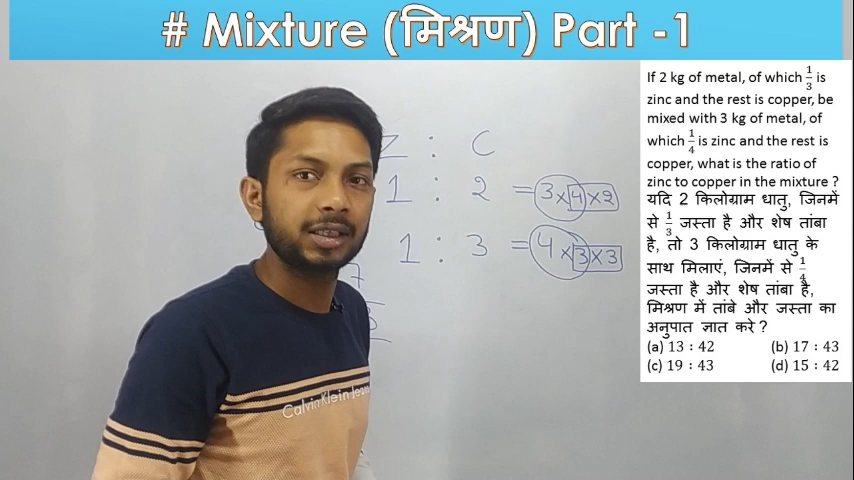 # Mixture (मिश्रण) Part -1
If 2 kg of metal, of which 1/3 is
zinc and the rest is copper, be
mixed with 3 kg of metal, of
which 1/4 is zinc and the rest is
copper, what is the ratio of
zinc to copper in the mixture ?
यदि 2 किलोग्राम धातु, जिनमें
से 1/3 जस्ता है और शेष तांबा
है, तो 3 किलोग्राम धातु के
साथ मिलाएं, जिनमें से 1/4
जस्ता है और शेष तांबा है,
मिश्रण में तांबे और जस्ता का
अनुपात ज्ञात करे ?
(a) 13 : 42 (b) 17 : 43
(c) 19 : 43 (d) 15 : 42
Z : C
1 : 2 = 3×4×2
1 : 3 = 4×3×3
7
Calvin Klein Jeans